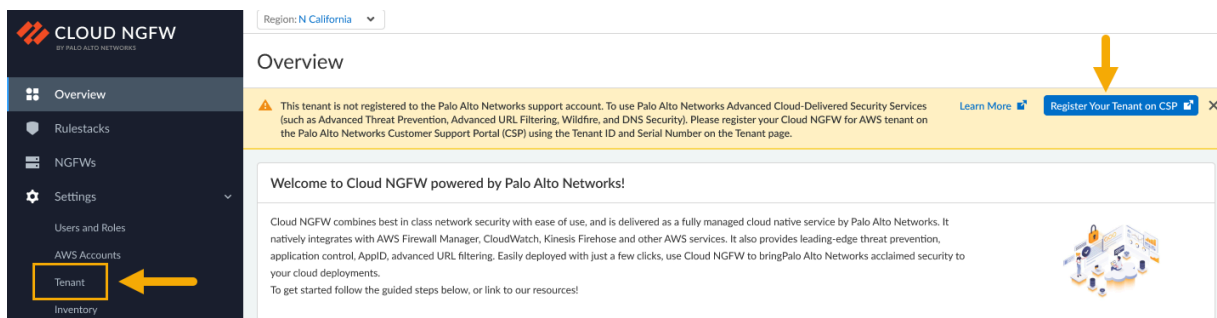 CLOUD NGFW
BY PALO ALTO NETWORKS
Overview
Rulestacks
NGFWs
Settings
Users and Roles
AWS Accounts
Tenant
Inventory
Region: N California
Overview
This tenant is not registered to the Palo Alto Networks support account. To use Palo Alto Networks Advanced Cloud-Delivered Security Services
(such as Advanced Threat Prevention, Advanced URL Filtering, Wildfire, and DNS Security). Please register your Cloud NGFW for AWS tenant on
the Palo Alto Networks Customer Support Portal (CSP) using the Tenant ID and Serial Number on the Tenant page.
Learn More
Register Your Tenant on CSP
Welcome to Cloud NGFW powered by Palo Alto Networks!
Cloud NGFW combines best in class network security with ease of use, and is delivered as a fully managed cloud native service by Palo Alto Networks. It
natively integrates with AWS Firewall Manager, CloudWatch, Kinesis Firehose and other AWS services. It also provides leading-edge threat prevention,
application control, AppID, advanced URL filtering. Easily deployed with just a few clicks, use Cloud NGFW to bringPalo Alto Networks acclaimed security to
your cloud deployments.
To get started follow the guided steps below, or link to our resources!